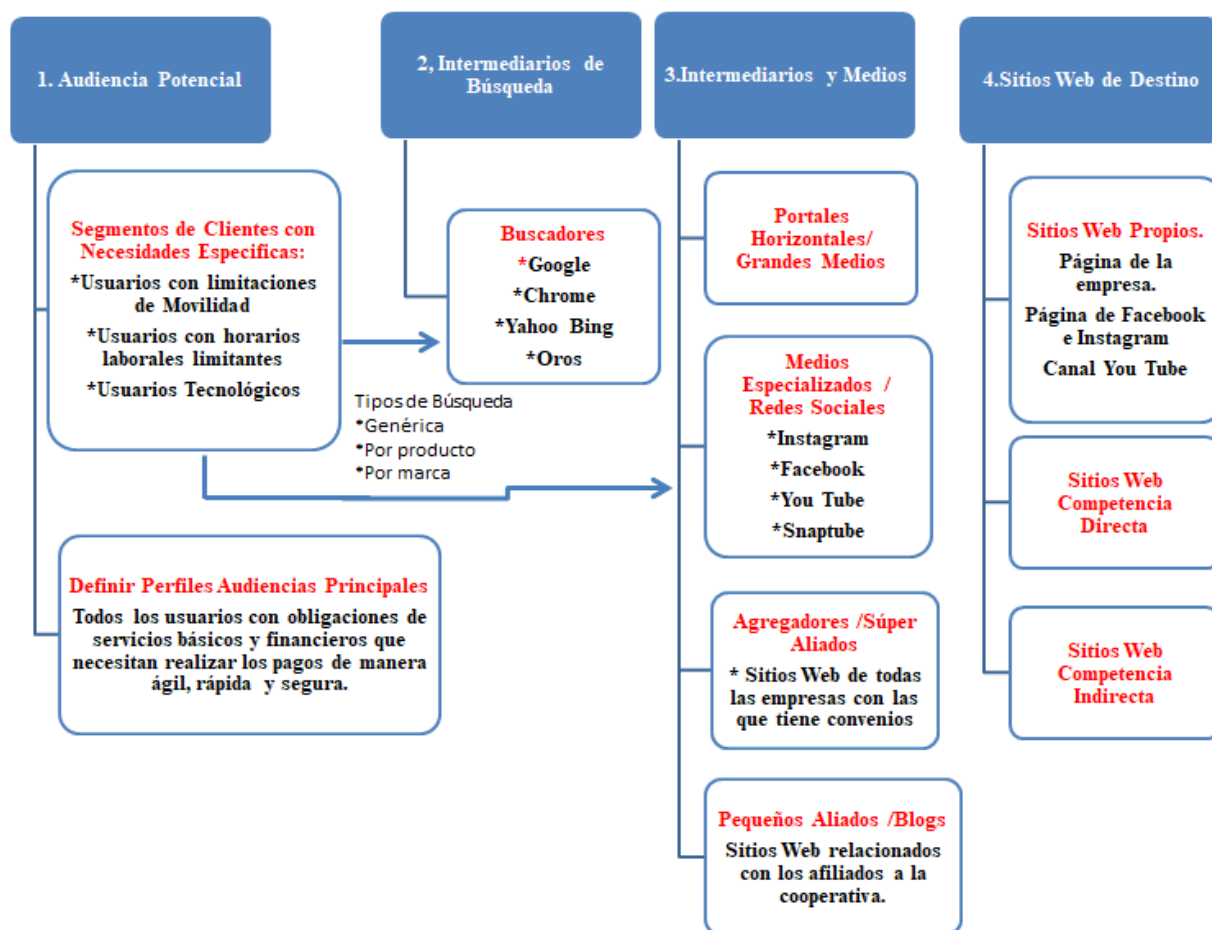 1. Audiencia Potencial
Segmentos de Clientes con
Necesidades Especificas:
*Usuarios con limitaciones
de Movilidad
*Usuarios con horarios
laborales limitantes
*Usuarios Tecnológicos
Definir Perfiles Audiencias Principales
Todos los usuarios con obligaciones de
servicios básicos y financieros que
necesitan realizar los pagos de manera
ágil, rápida y segura.
2, Intermediarios de
Búsqueda
Buscadores
*Google
*Chrome
*Yahoo Bing
*Oros
Tipos de Búsqueda
*Genérica
*Por producto
*Por marca
3.Intermediarios y Medios
Portales
Horizontales/
Grandes Medios
Medios
Especializados /
Redes Sociales
*Instagram
*Facebook
*You Tube
*Snaptube
Agregadores /Súper
Aliados
* Sitios Web de todas
las empresas con las
que tiene convenios
Pequeños Aliados /Blogs
Sitios Web relacionados
con los afiliados a la
cooperativa.
4.Sitios Web de Destino
Sitios Web Propios.
Página de la
empresa.
Página de Facebook
e Instagram
Canal You Tube
Sitios Web
Competencia
Directa
Sitios Web
Competencia
Indirecta